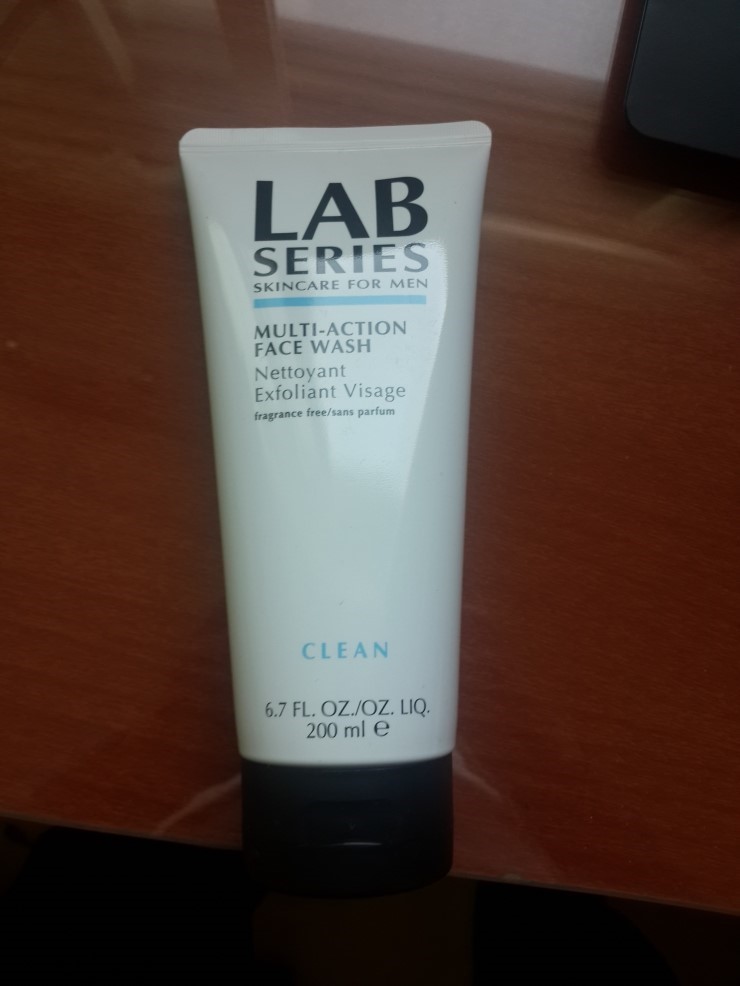 LAB
SERIES
SKINCARE FOR MEN
MULTI-ACTION
FACE WASH
Nettoyant
Exfoliant Visage
fragrance free/sans parfum
CLEAN
6.7 FL. OZ./OZ. LIQ.
200 ml ℮